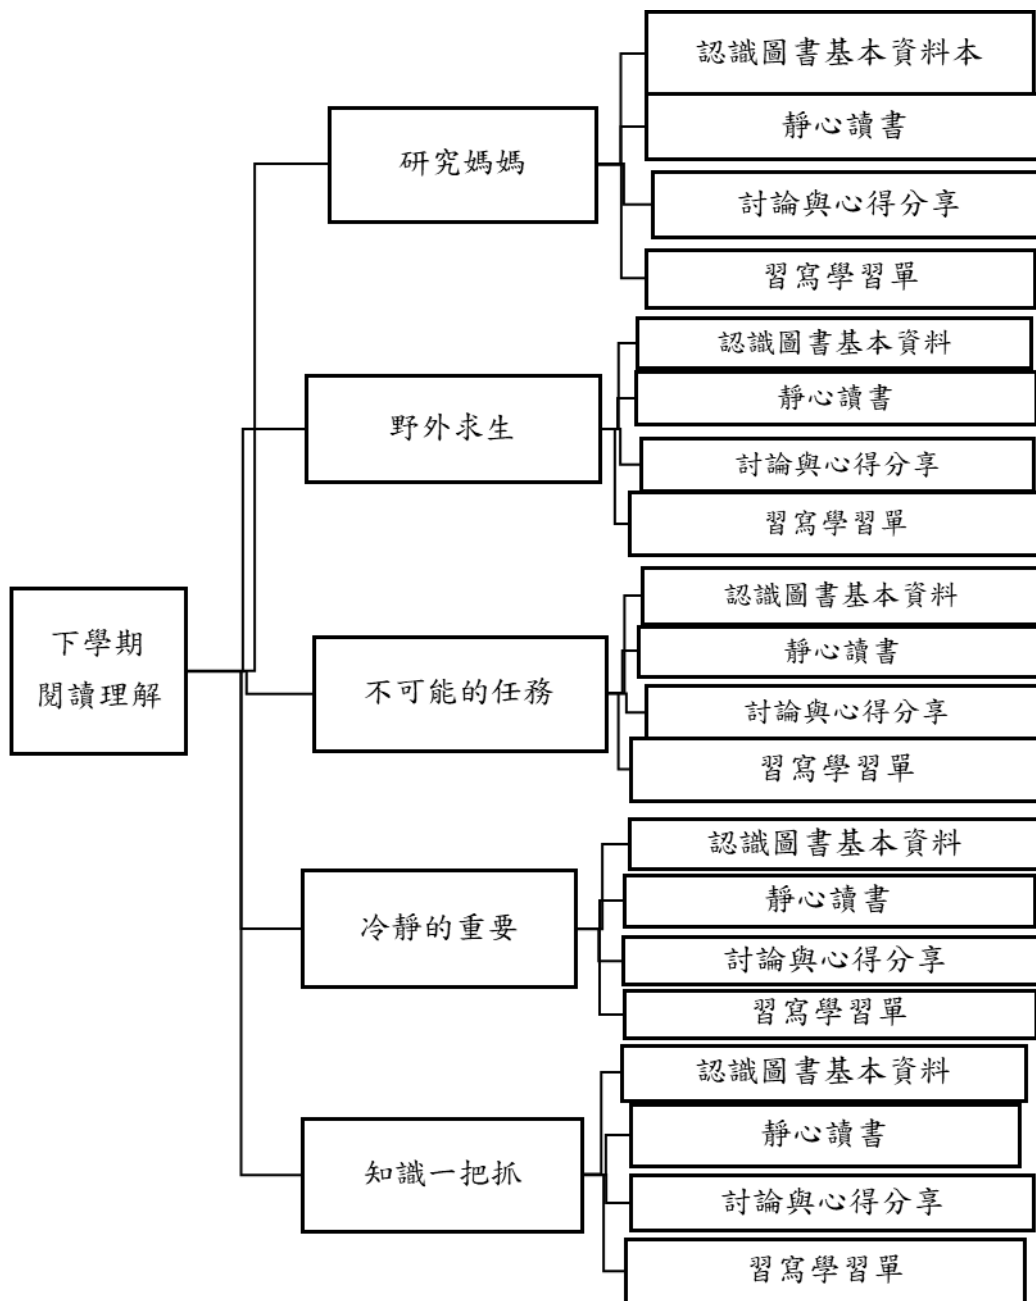 下學期
閱讀理解
研究媽媽
認識圖書基本資料本
靜心讀書
討論與心得分享
習寫學習單
野外求生
認識圖書基本資料
靜心讀書
討論與心得分享
習寫學習單
不可能的任務
認識圖書基本資料
靜心讀書
討論與心得分享
習寫學習單
冷靜的重要
認識圖書基本資料
靜心讀書
討論與心得分享
習寫學習單
知識一把抓
認識圖書基本資料
靜心讀書
討論與心得分享
習寫學習單